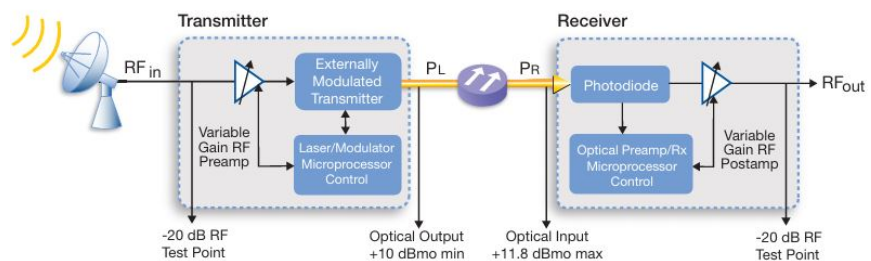 Transmitter
Receiver
RF in
Externally
Modulated
Transmitter
PL
PR
Photodiode
RFout
Variable
Gain RF
Preamp
Laser/Modulator
Microprocessor
Control
Optical Preamp/Rx
Microprocessor
Control
Variable
Gain RF
Postamp
-20 dB RF
Test Point
Optical Output
+10 dBmo min
Optical Input
+11.8 dBmo max
-20 dB RF
Test Point